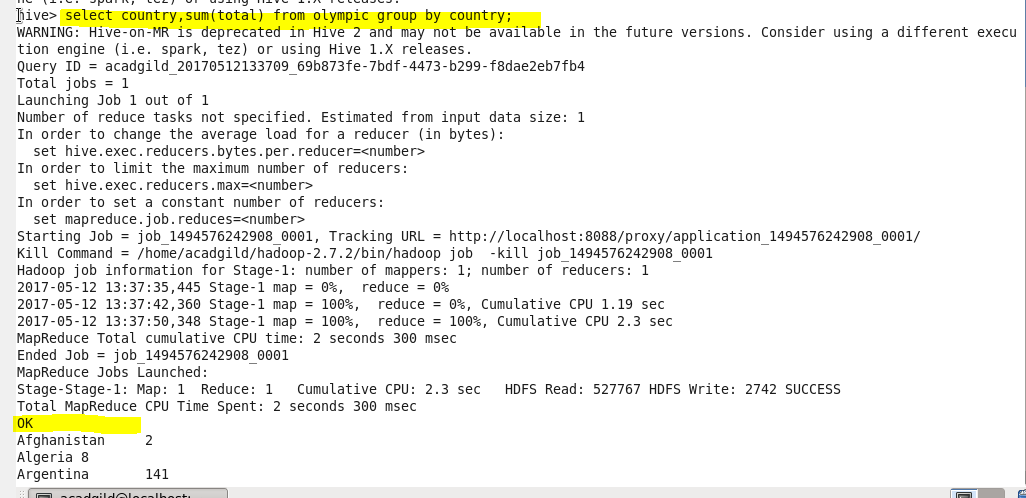 ne (i.e. spark, tez) or using Hive 1.X releases.
hive> select country,sum(total) from olympic group by country;
WARNING: Hive-on-MR is deprecated in Hive 2 and may not be available in the future versions. Consider using a different execu
tion engine (i.e. spark, tez) or using Hive 1.X releases.
Query ID = acadgild_20170512133709_69b873fe-7bdf-4473-b299-f8dae2eb7fb4
Total jobs = 1
Launching Job 1 out of 1
Number of reduce tasks not specified. Estimated from input data size: 1
In order to change the average load for a reducer (in bytes):
  set hive.exec.reducers.bytes.per.reducer=<number>
In order to limit the maximum number of reducers:
  set hive.exec.reducers.max=<number>
In order to set a constant number of reducers:
  set mapreduce.job.reduces=<number>
Starting Job = job_1494576242908_0001, Tracking URL = http://localhost:8088/proxy/application_1494576242908_0001/
Kill Command = /home/acadgild/hadoop-2.7.2/bin/hadoop job  -kill job_1494576242908_0001
Hadoop job information for Stage-1: number of mappers: 1; number of reducers: 1
2017-05-12 13:37:35,445 Stage-1 map = 0%,  reduce = 0%
2017-05-12 13:37:42,360 Stage-1 map = 100%,  reduce = 0%, Cumulative CPU 1.19 sec
2017-05-12 13:37:50,348 Stage-1 map = 100%,  reduce = 100%, Cumulative CPU 2.3 sec
MapReduce Total cumulative CPU time: 2 seconds 300 msec
Ended Job = job_1494576242908_0001
MapReduce Jobs Launched:
Stage-Stage-1: Map: 1  Reduce: 1   Cumulative CPU: 2.3 sec   HDFS Read: 527767 HDFS Write: 2742 SUCCESS
Total MapReduce CPU Time Spent: 2 seconds 300 msec
OK
Afghanistan     2
Algeria 8
Argentina       141
acadgild@localhost: